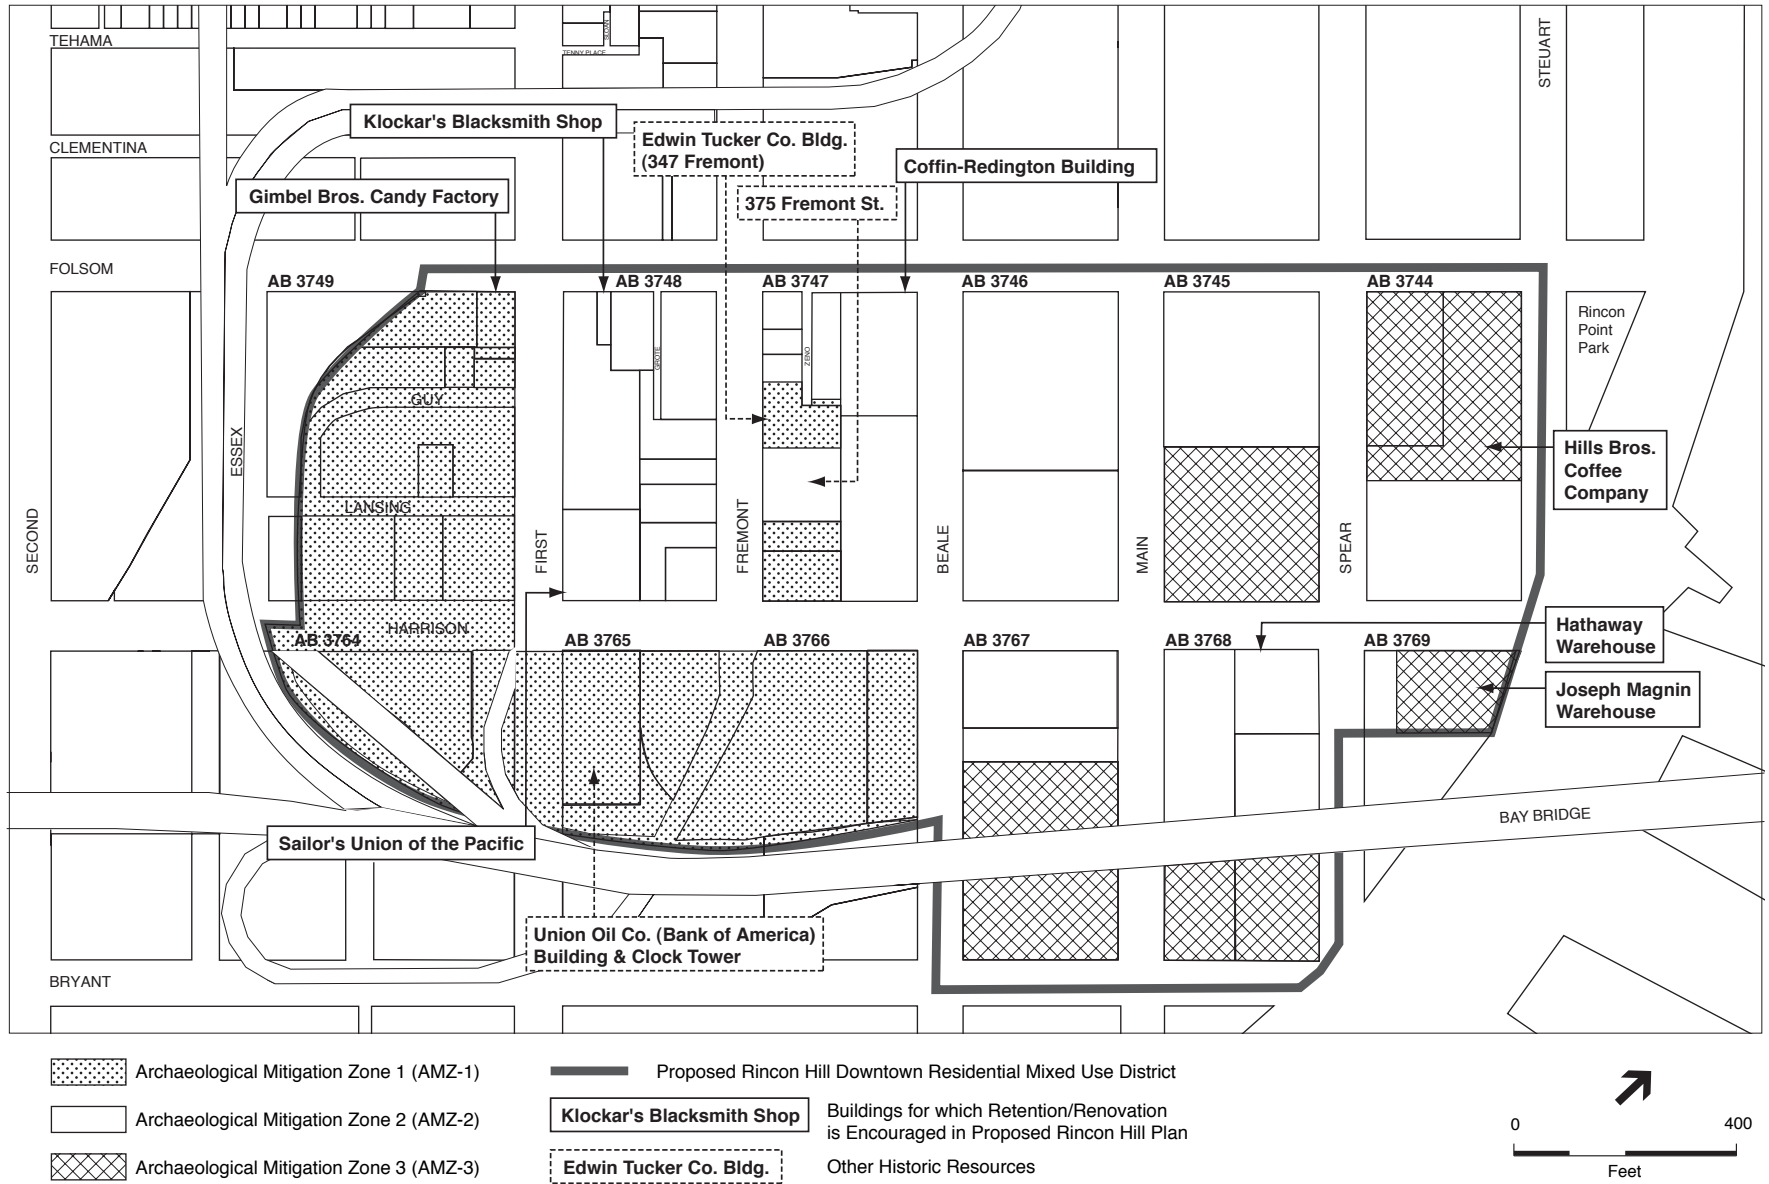 TEHAMA
SLOAN
TENNY PLACE
STEUART
Klockar's Blacksmith Shop
Edwin Tucker Co. Bldg.
(347 Fremont)
CLEMENTINA
Coffin-Redington Building
Gimbel Bros. Candy Factory
375 Fremont St.
FOLSOM
AB 3749
AB 3748
AB 3747
AB 3746
AB 3745
AB 3744
Rincon
Point
Park
GROTE
ZENO
GUY
ESSEX
Hills Bros.
Coffee
Company
LANSING
SECOND
FIRST
FREMONT
BEALE
MAIN
SPEAR
HARRISON
AB 3764
AB 3765
AB 3766
AB 3767
AB 3768
AB 3769
Hathaway
Warehouse
Joseph Magnin
Warehouse
BAY BRIDGE
Sailor's Union of the Pacific
Union Oil Co. (Bank of America)
Building & Clock Tower
BRYANT
Archaeological Mitigation Zone 1 (AMZ-1)
Proposed Rincon Hill Downtown Residential Mixed Use District
Archaeological Mitigation Zone 2 (AMZ-2)
Klockar's Blacksmith Shop
Buildings for which Retention/Renovation
is Encouraged in Proposed Rincon Hill Plan
Archaeological Mitigation Zone 3 (AMZ-3)
Edwin Tucker Co. Bldg.
Other Historic Resources
0 400
Feet